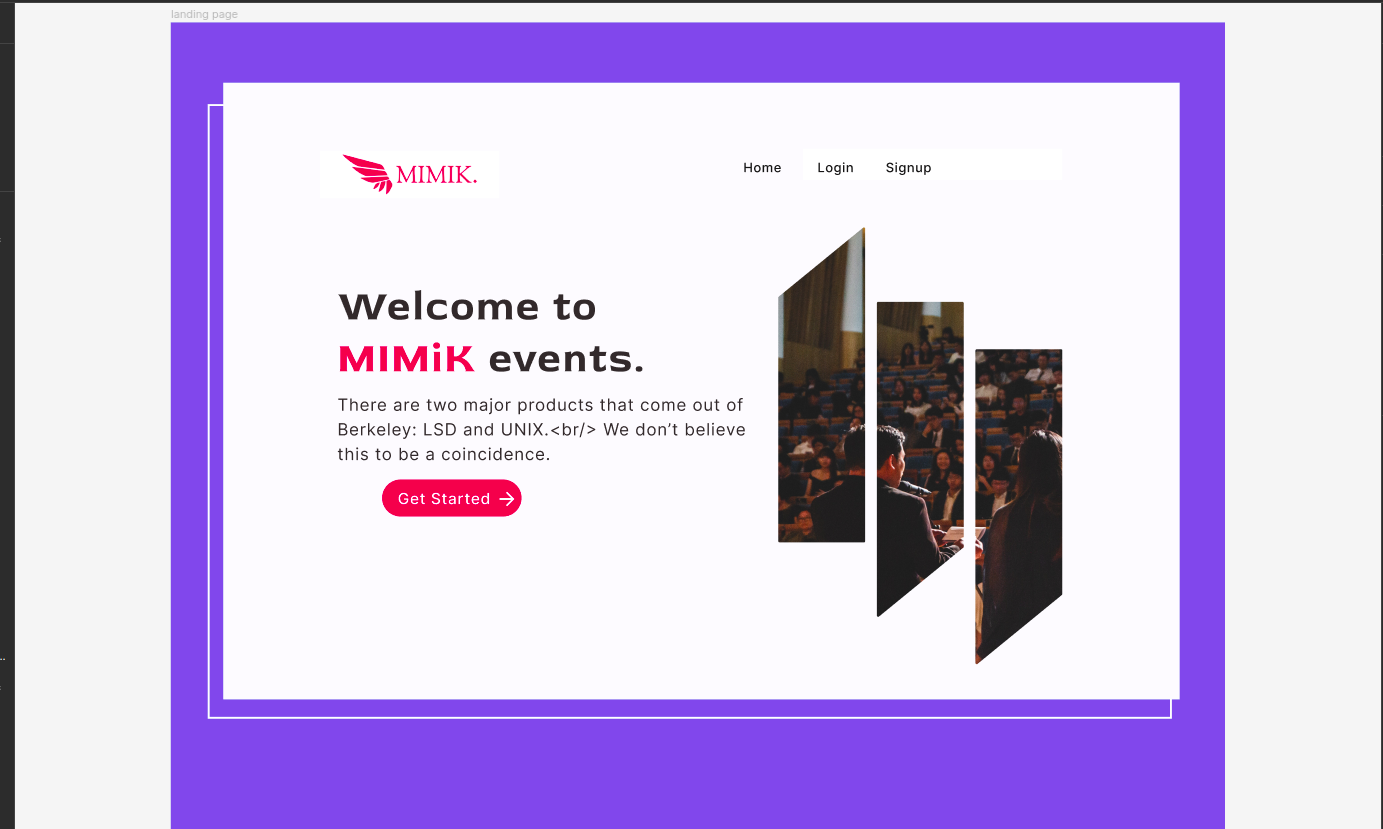 landing page
MIMIK.
Home Login Signup
Welcome to
MIMiK events.
There are two major products that come out of
Berkeley: LSD and UNIX.<br/> We don’t believe
this to be a coincidence.
Get Started